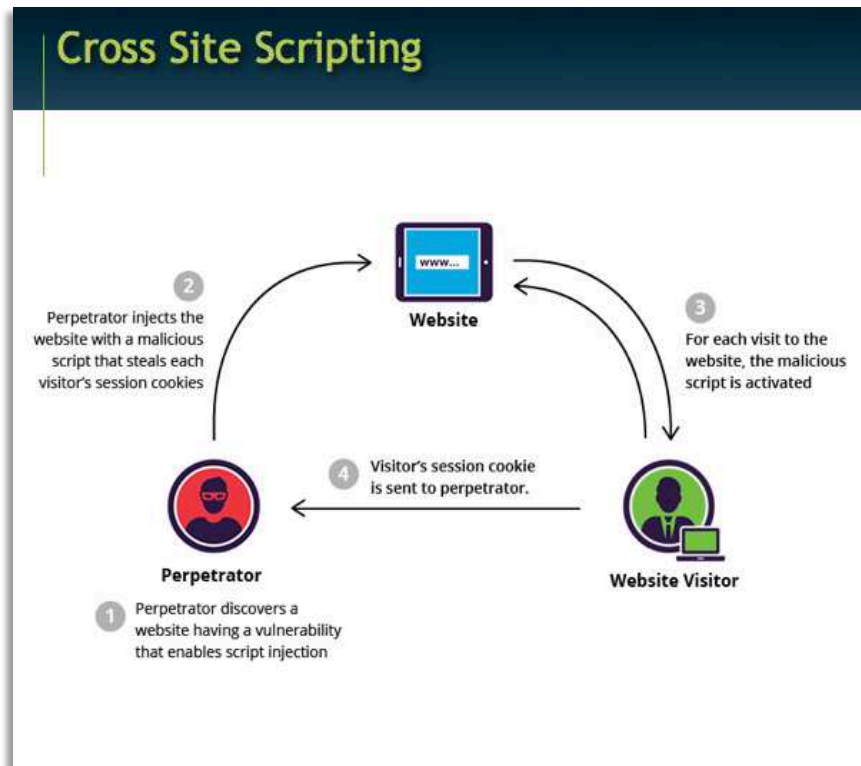 Cross Site Scripting
www...
Website
2
Perpetrator injects the
website with a malicious
script that steals each
visitor's session cookies
3
For each visit to the
website, the malicious
script is activated
4
Visitor's session cookie
is sent to perpetrator.
Perpetrator
Website Visitor
1
Perpetrator discovers a
website having a vulnerability
that enables script injection